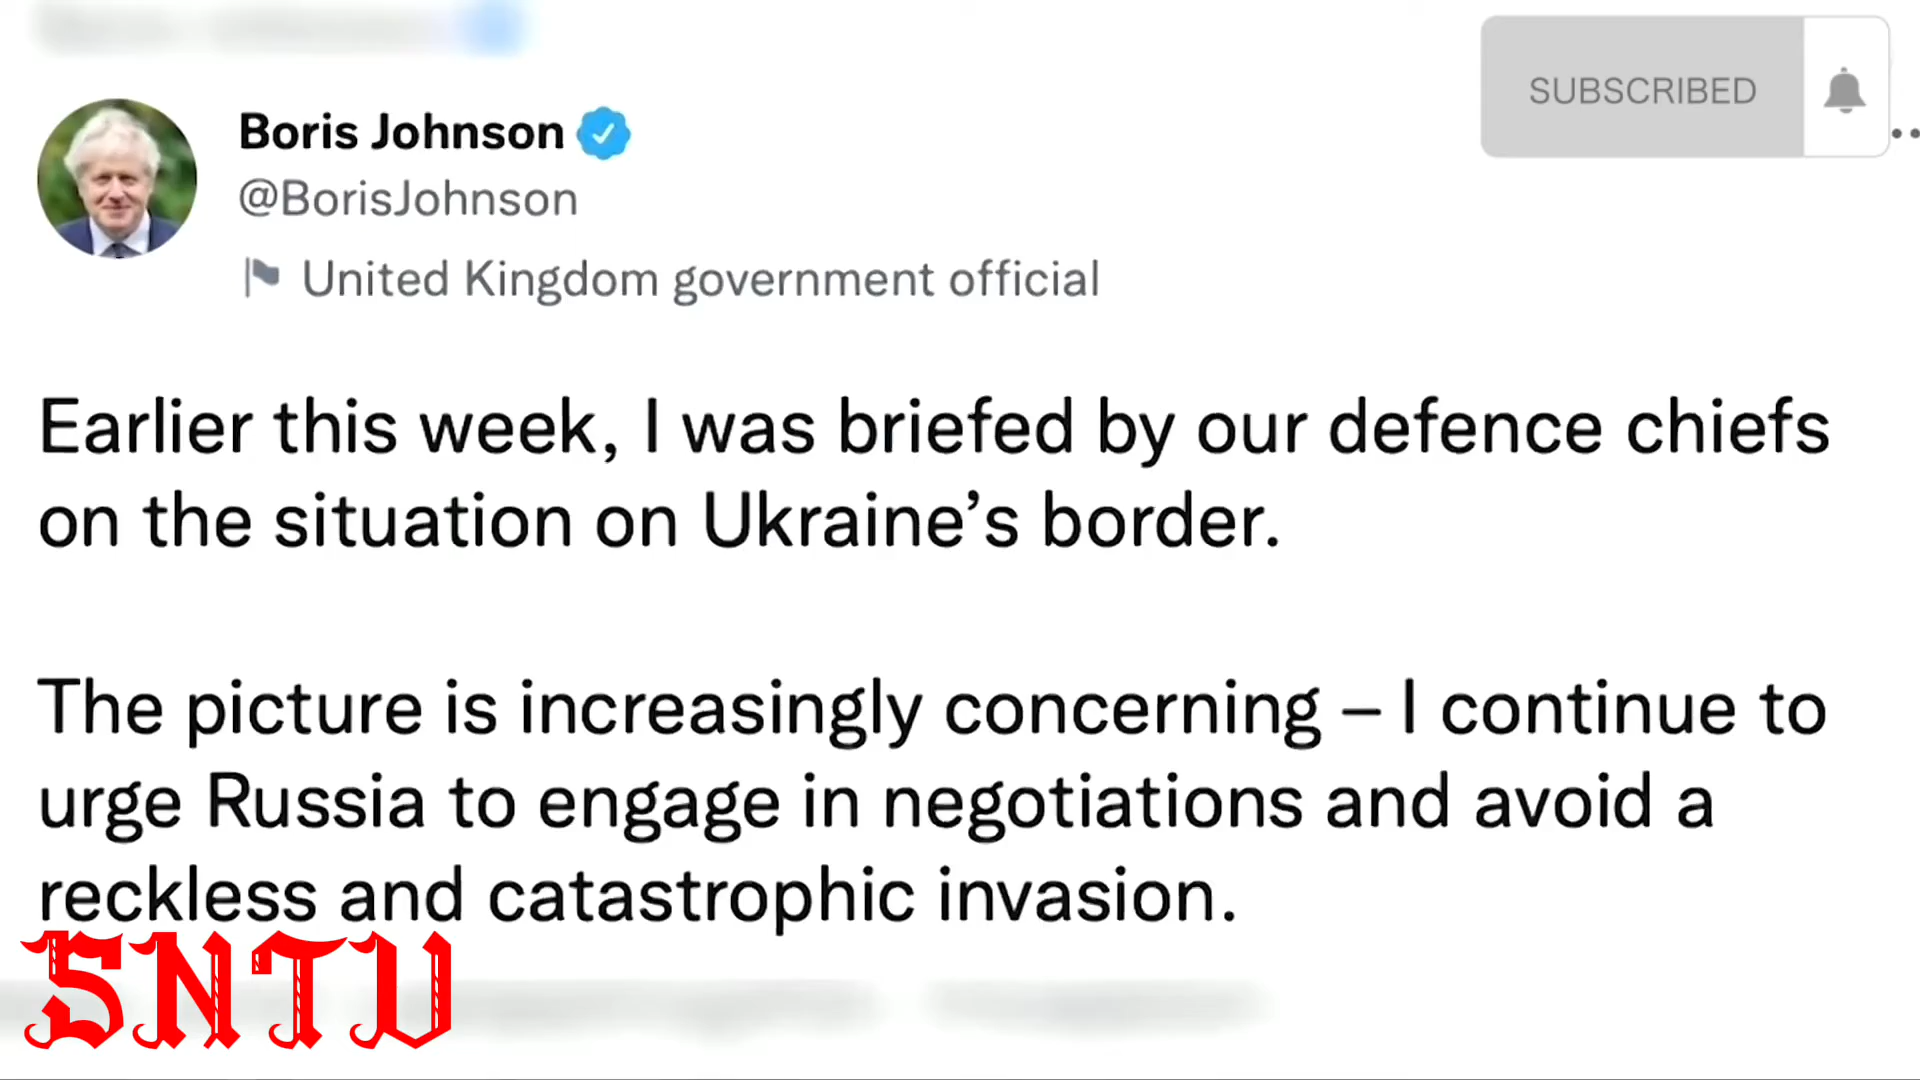 SUBSCRIBED
Boris Johnson
@BorisJohnson
United Kingdom government official
Earlier this week, I was briefed by our defence chiefs
on the situation on Ukraine’s border.
The picture is increasingly concerning – I continue to
urge Russia to engage in negotiations and avoid a
reckless and catastrophic invasion.
SNTV